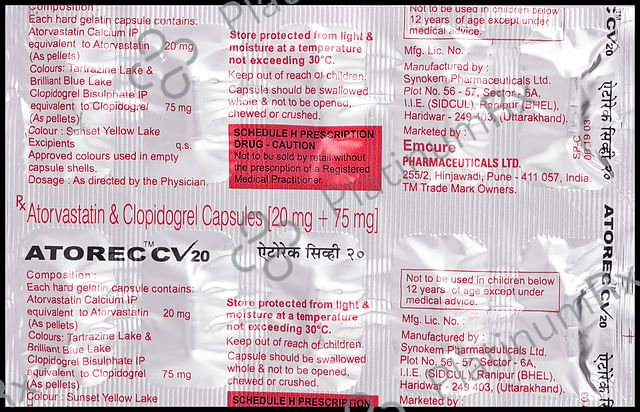 Composition :
Each hard gelatin capsule contains:
Atorvastatin Calcium IP
equivalent to Atorvastatin 20 mg
(As pellets)
Colours: Tartrazine Lake &
Brilliant Blue Lake
Clopidogrel Bisulphate IP
equivalent to Clopidogrel 75 mg
(As pellets)
Colour : Sunset Yellow Lake
Excipients q.s.
Approved colours used in empty
capsule shells.
Dosage : As directed by the Physician.
Store protected from light &
moisture at a temperature
not exceeding 30°C.
Keep out of reach of children.
Capsule should be swallowed
whole & not to be opened,
chewed or crushed.
SCHEDULE H PRESCRIPTION
DRUG - CAUTION
Not to be sold by retail without
the prescription of a Registered
Medical Practitioner.
Not to be used in children below
12 years of age except under
medical advice.
Mfg. Lic. No. :
Manufactured by :
Synokem Pharmaceuticals Ltd.
Plot No. 56 - 57, Sector - 6A,
I.I.E. (SIDCUL), Ranipur (BHEL),
Haridwar - 249 403, (Uttarakhand).
Marketed by :
Emcure
PHARMACEUTICALS LTD.
255/2, Hinjawadi, Pune - 411 057, India.
TM Trade Mark Owners.
CV 20
ऐटोरेक सिव्ही २०
SP-C
Rx Atorvastatin & Clopidogrel Capsules [20 mg + 75 mg]
ATOREC™ CV 20 ऐटोरेक सिव्ही २०
Composition :
Each hard gelatin capsule contains:
Atorvastatin Calcium IP
equivalent to Atorvastatin 20 mg
(As pellets)
Colours: Tartrazine Lake &
Brilliant Blue Lake
Clopidogrel Bisulphate IP
equivalent to Clopidogrel 75 mg
(As pellets)
Colour : Sunset Yellow Lake
Store protected from light &
moisture at a temperature
not exceeding 30°C.
Keep out of reach of children.
Capsule should be swallowed
whole & not to be opened,
chewed or crushed.
SCHEDULE H PRESCRIPTION
Not to be used in children below
12 years of age except under
medical advice.
Mfg. Lic. No. :
Manufactured by :
Synokem Pharmaceuticals Ltd.
Plot No. 56 - 57, Sector - 6A,
I.I.E. (SIDCUL), Ranipur (BHEL),
Haridwar - 249 403, (Uttarakhand).
Marketed by :
ATOREC™ CV 20
ऐटोरेक
PlatinumRx